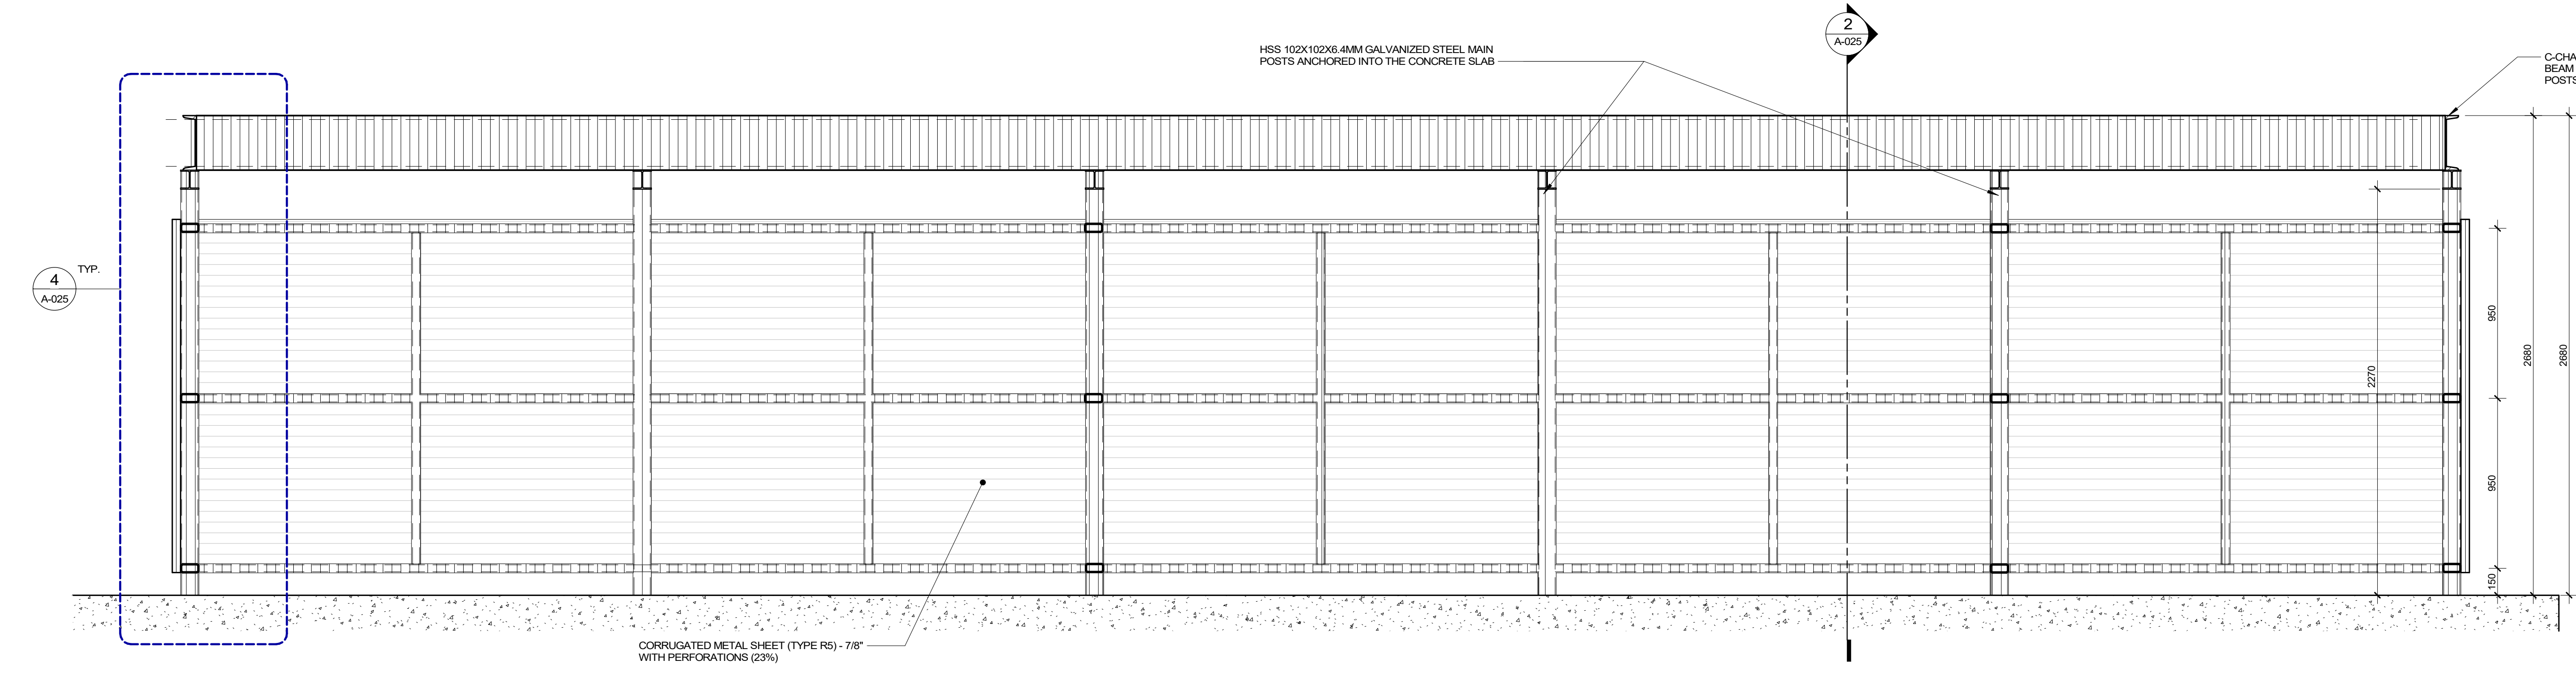 2
A-025
HSS 102X102X6.4MM GALVANIZED STEEL MAIN
POSTS ANCHORED INTO THE CONCRETE SLAB
C-CHA
BEAM
POSTS
4
A-025
TYP.
950
2680
2680
2270
950
150
CORRUGATED METAL SHEET (TYPE R5) - 7/8"
WITH PERFORATIONS (23%)